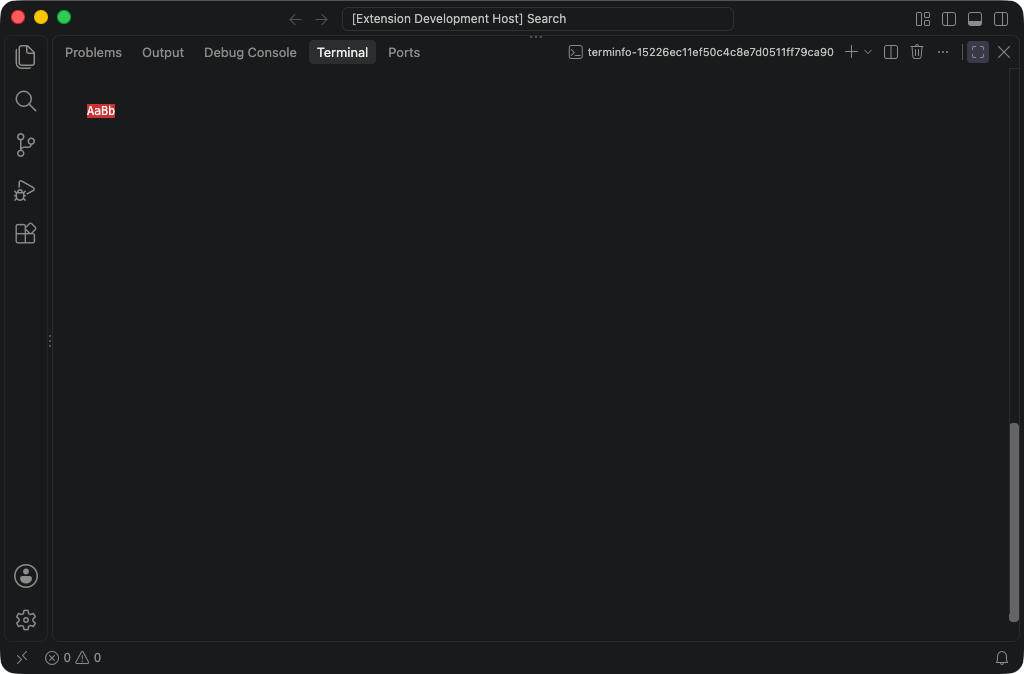 [Extension Development Host] Search
Problems Output Debug Console Terminal Ports terminfo-15226ec11ef50c4c8e7d0511ff79ca90
AaBb
0 0